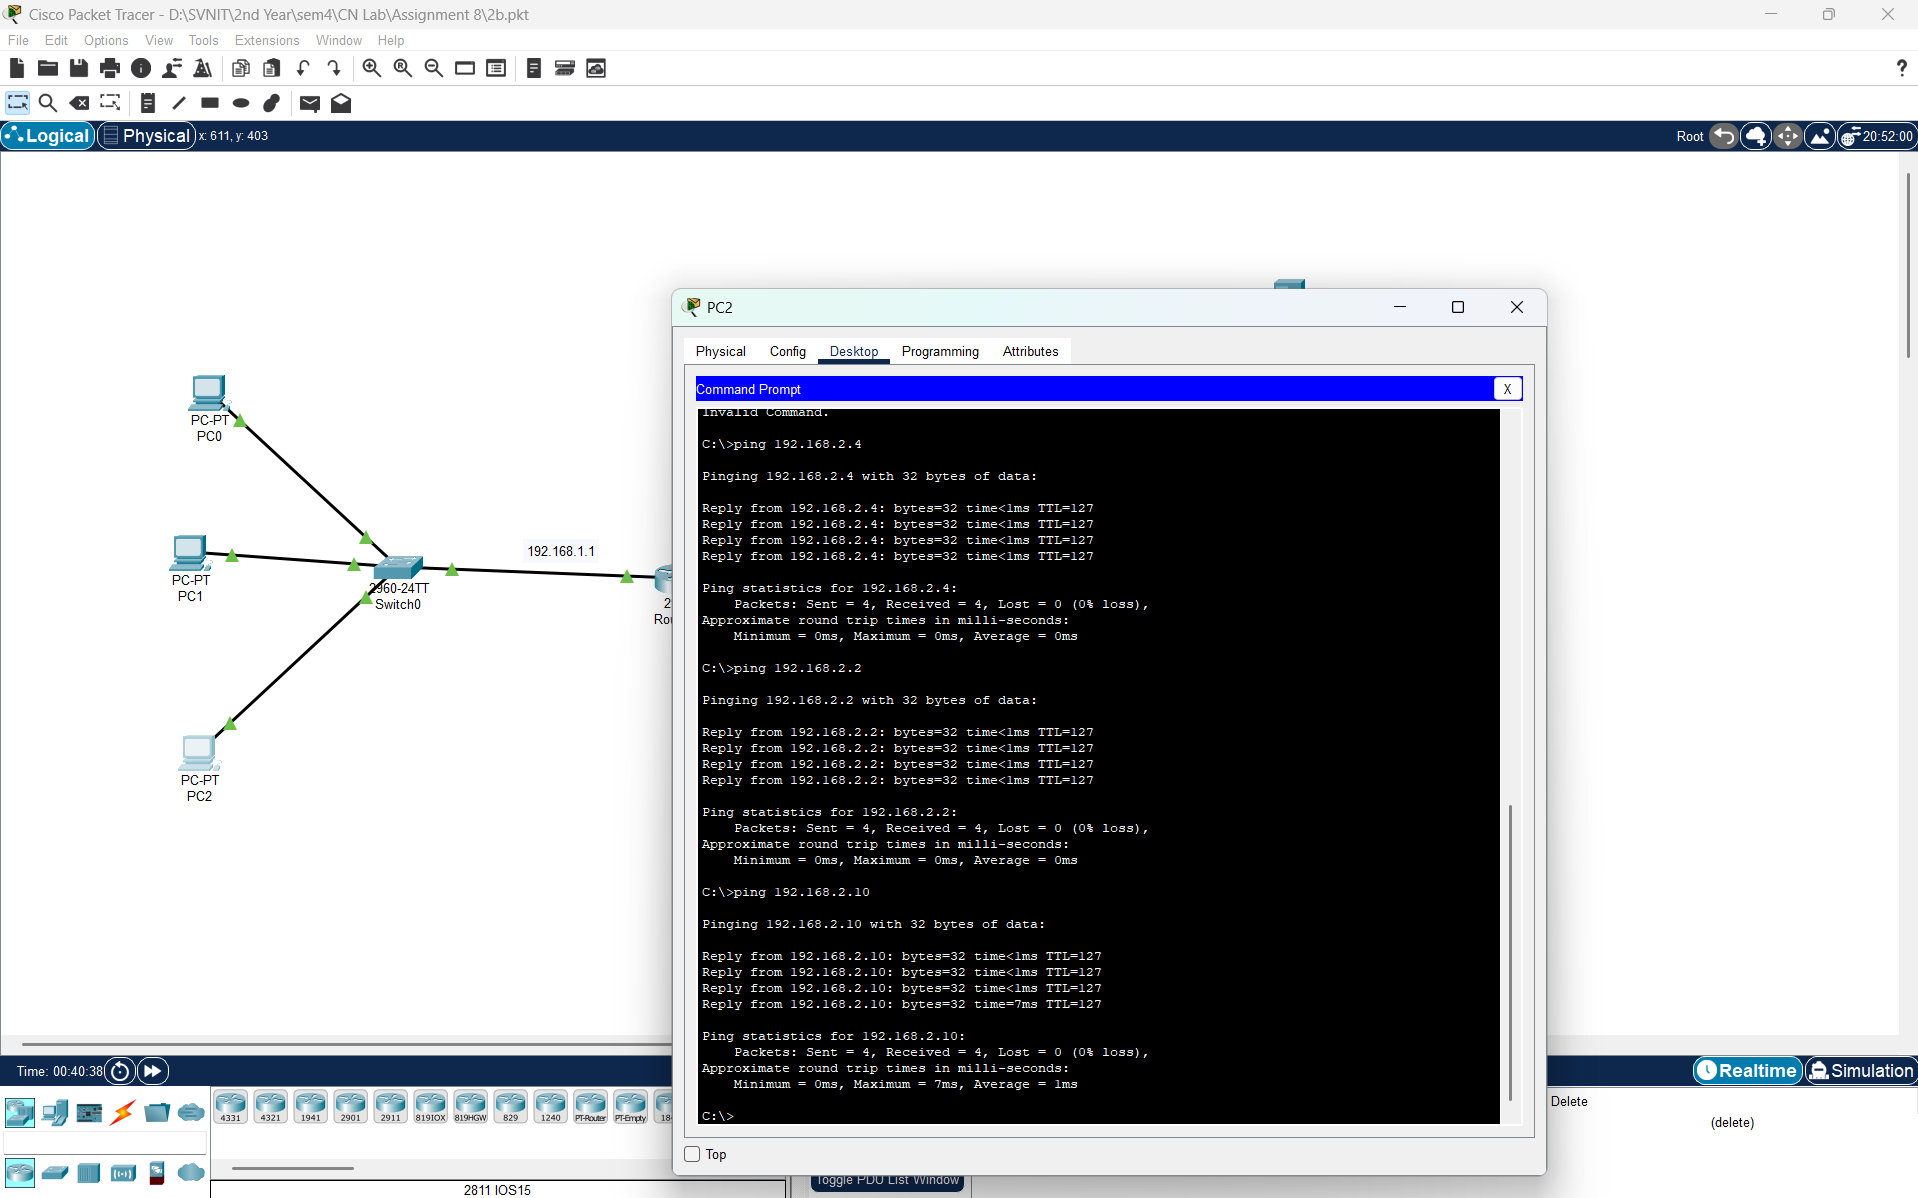 Cisco Packet Tracer - D:\SVNIT\2nd Year\sem4\CN Lab\Assignment 8\2b.pkt
File Edit Options View Tools Extensions Window Help
?
Logical Physical x: 611, y: 403
Root 20:52:00
PC-PT
PC0
PC-PT
PC1
2960-24TT
Switch0
192.168.1.1
PC-PT
PC2
PC2
Physical Config Desktop Programming Attributes
Command Prompt
X
Invalid Command.
C:\>ping 192.168.2.4
Pinging 192.168.2.4 with 32 bytes of data:
Reply from 192.168.2.4: bytes=32 time<1ms TTL=127
Reply from 192.168.2.4: bytes=32 time<1ms TTL=127
Reply from 192.168.2.4: bytes=32 time<1ms TTL=127
Reply from 192.168.2.4: bytes=32 time<1ms TTL=127
Ping statistics for 192.168.2.4:
Packets: Sent = 4, Received = 4, Lost = 0 (0% loss),
Approximate round trip times in milli-seconds:
Minimum = 0ms, Maximum = 0ms, Average = 0ms
C:\>ping 192.168.2.2
Pinging 192.168.2.2 with 32 bytes of data:
Reply from 192.168.2.2: bytes=32 time<1ms TTL=127
Reply from 192.168.2.2: bytes=32 time<1ms TTL=127
Reply from 192.168.2.2: bytes=32 time<1ms TTL=127
Reply from 192.168.2.2: bytes=32 time<1ms TTL=127
Ping statistics for 192.168.2.2:
Packets: Sent = 4, Received = 4, Lost = 0 (0% loss),
Approximate round trip times in milli-seconds:
Minimum = 0ms, Maximum = 0ms, Average = 0ms
C:\>ping 192.168.2.10
Pinging 192.168.2.10 with 32 bytes of data:
Reply from 192.168.2.10: bytes=32 time<1ms TTL=127
Reply from 192.168.2.10: bytes=32 time<1ms TTL=127
Reply from 192.168.2.10: bytes=32 time<1ms TTL=127
Reply from 192.168.2.10: bytes=32 time=7ms TTL=127
Ping statistics for 192.168.2.10:
Packets: Sent = 4, Received = 4, Lost = 0 (0% loss),
Approximate round trip times in milli-seconds:
Minimum = 0ms, Maximum = 7ms, Average = 1ms
C:\>
Top
Time: 00:40:38
Realtime Simulation
4331 4321 1941 2901 2911 819IOX 819HGW 829 1240 PT-Router PT-Empty
2811 IOS15
Toggle PDU List Window
Delete
(delete)